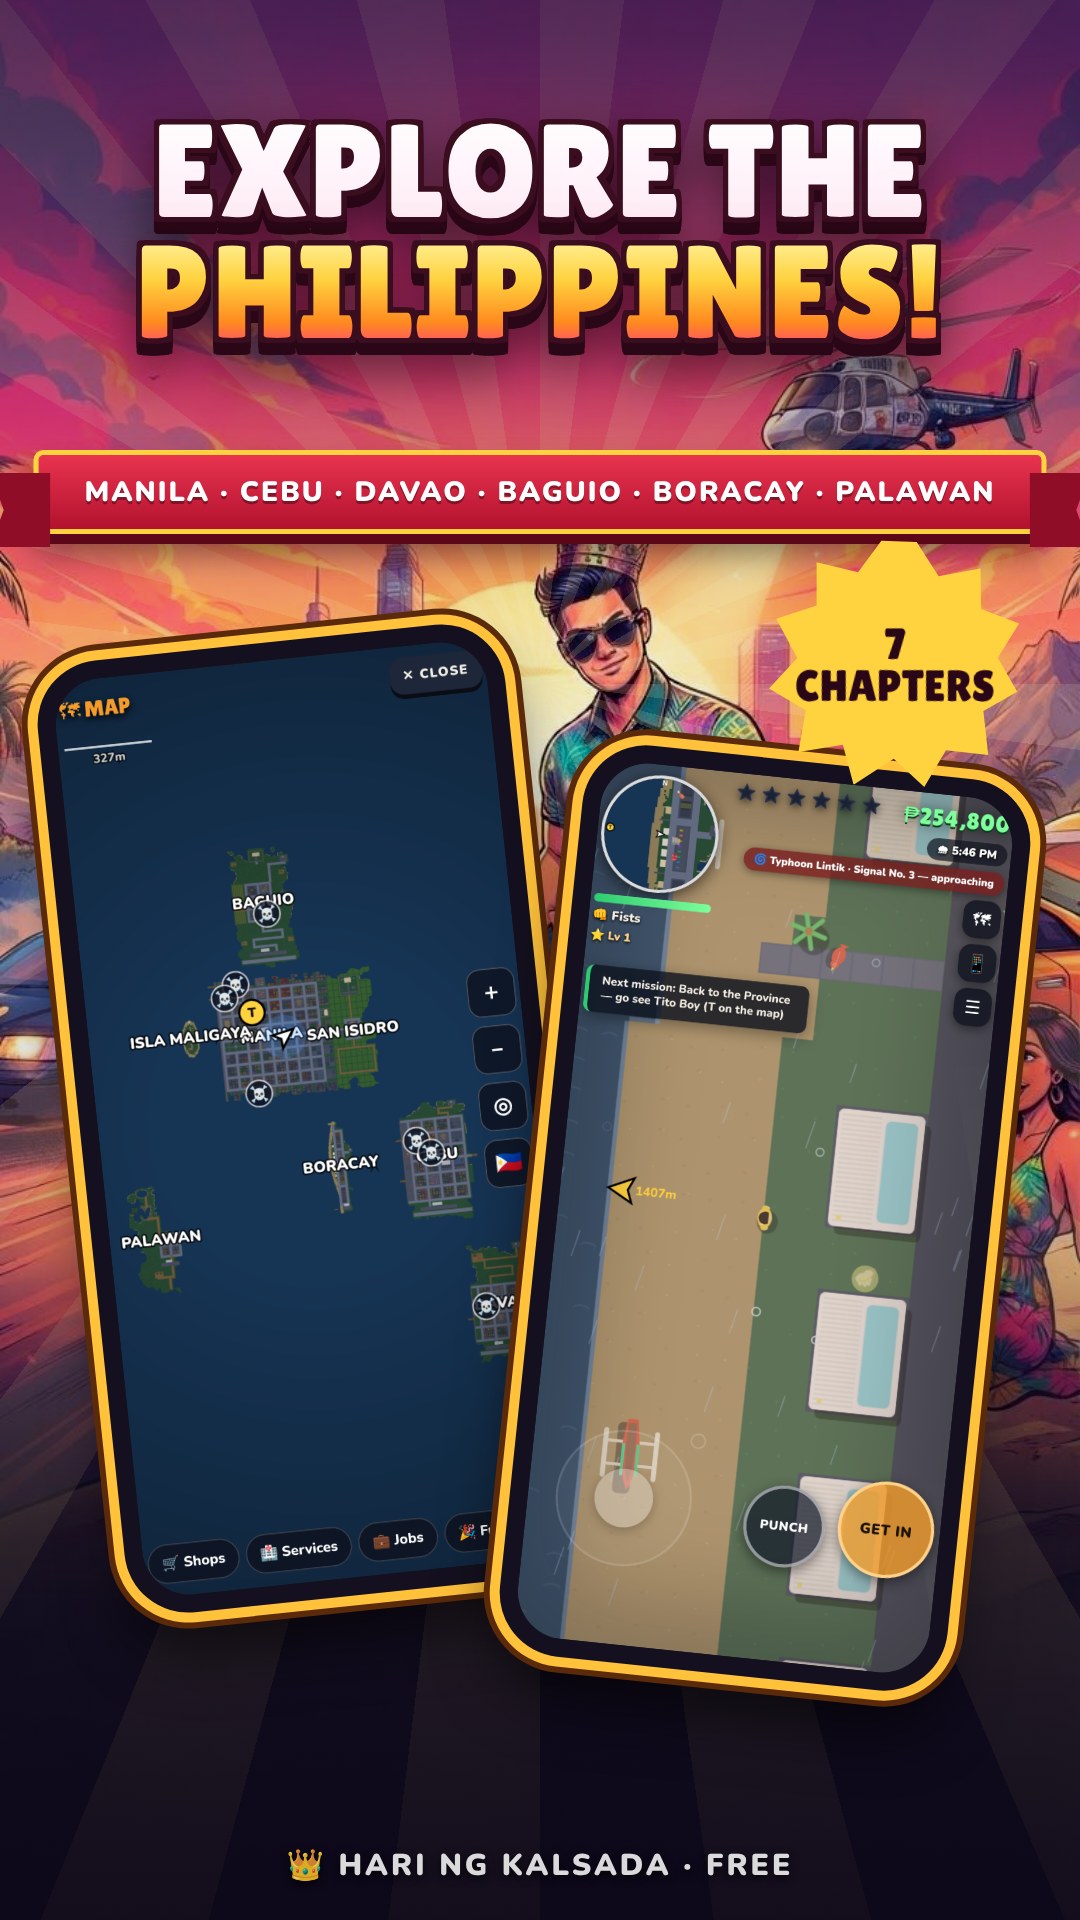 EXPLORE THE
PHILIPPINES!
MANILA · CEBU · DAVAO · BAGUIO · BORACAY · PALAWAN
7
CHAPTERS
MAP
× CLOSE
327m
BAGUIO
T
ISLA MALIGAYA
SAN ISIDRO
BORACAY
PALAWAN
+
−
Shops
Services
Jobs
N
₱254,800
5:46 PM
Typhoon Lintik · Signal No. 3 — approaching
Fists
Lv 1
Next mission: Back to the Province
— go see Tito Boy (T on the map)
1407m
PUNCH
GET IN
HARI NG KALSADA · FREE